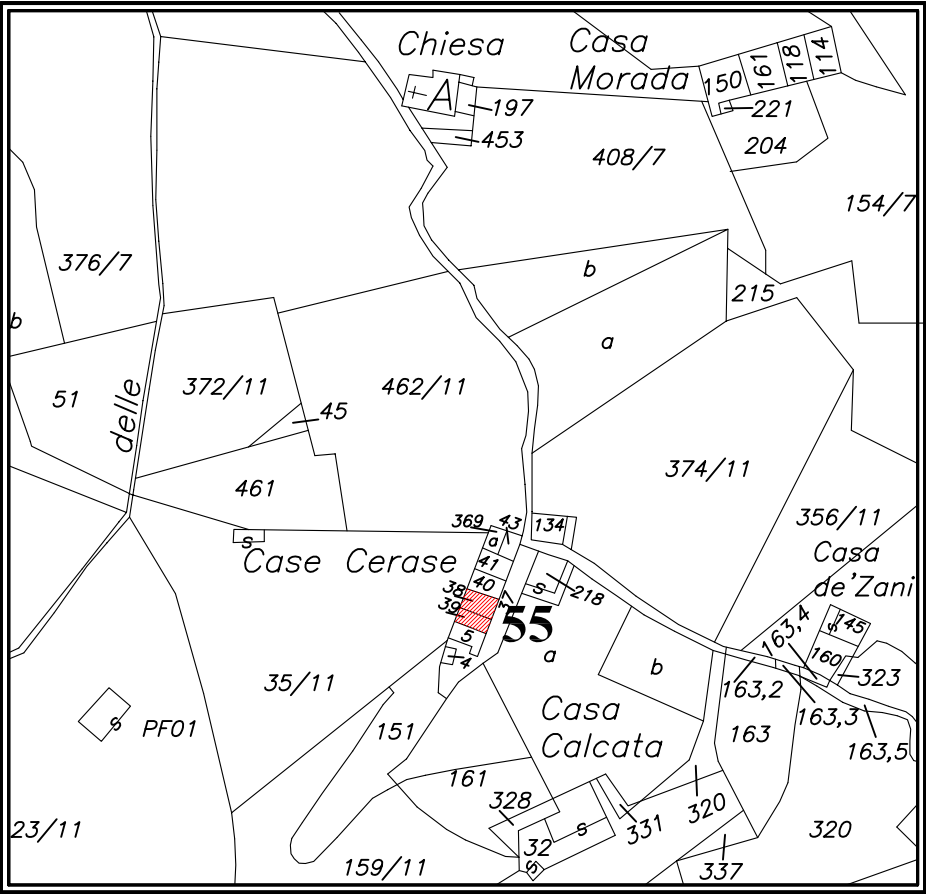 Chiesa
Casa
Morada
150
161
118
114
A
197
221
453
408/7
204
154/7
376/7
b
215
b
a
51
372/11
delle
462/11
45
374/11
461
356/11
369
43
134
a
s
Case Cerase
41
40
38
39
37
s
218
55
5
4
a
b
Casa
de'Zani
163,4
s
145
160
323
163,2
163,3
163,5
163
35/11
s
PF01
151
Casa
Calcata
161
328
s
331
320
32
s
337
320
23/11
159/11